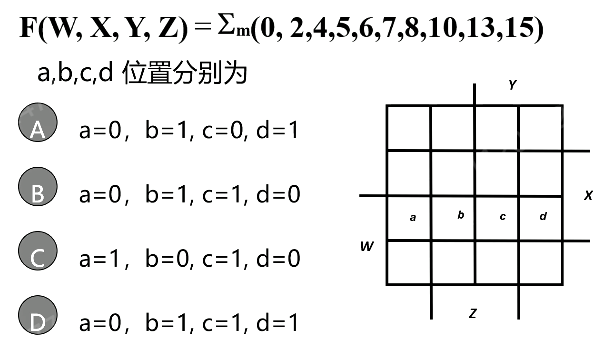 F(W, X, Y, Z) = Σm(0, 2,4,5,6,7,8,10,13,15)
a,b,c,d 位置分别为
A a=0, b=1, c=0, d=1
B a=0, b=1, c=1, d=0
C a=1, b=0, c=1, d=0
D a=0, b=1, c=1, d=1
Y
X
a b c d
W
Z